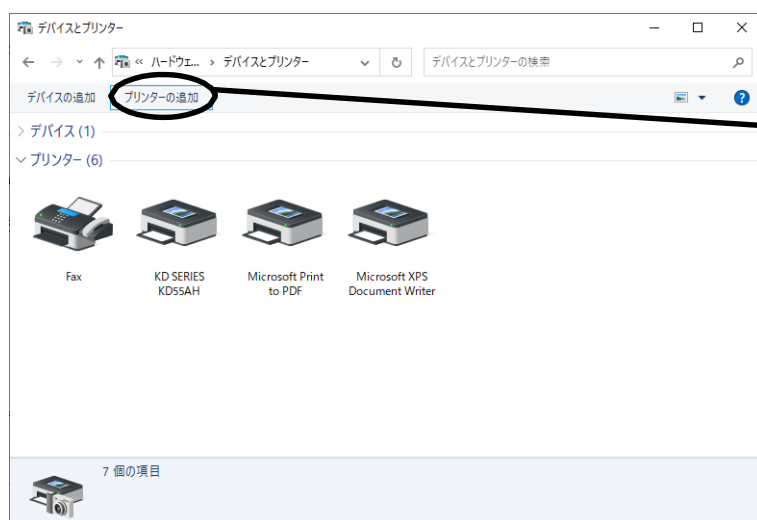 デバイスとプリンター
« ハードウェ... › デバイスとプリンター
デバイスとプリンターの検索
デバイスの追加 プリンターの追加
デバイス (1)
プリンター (6)
Fax
KD SERIES
KD55AH
Microsoft Print
to PDF
Microsoft XPS
Document Writer
7 個の項目